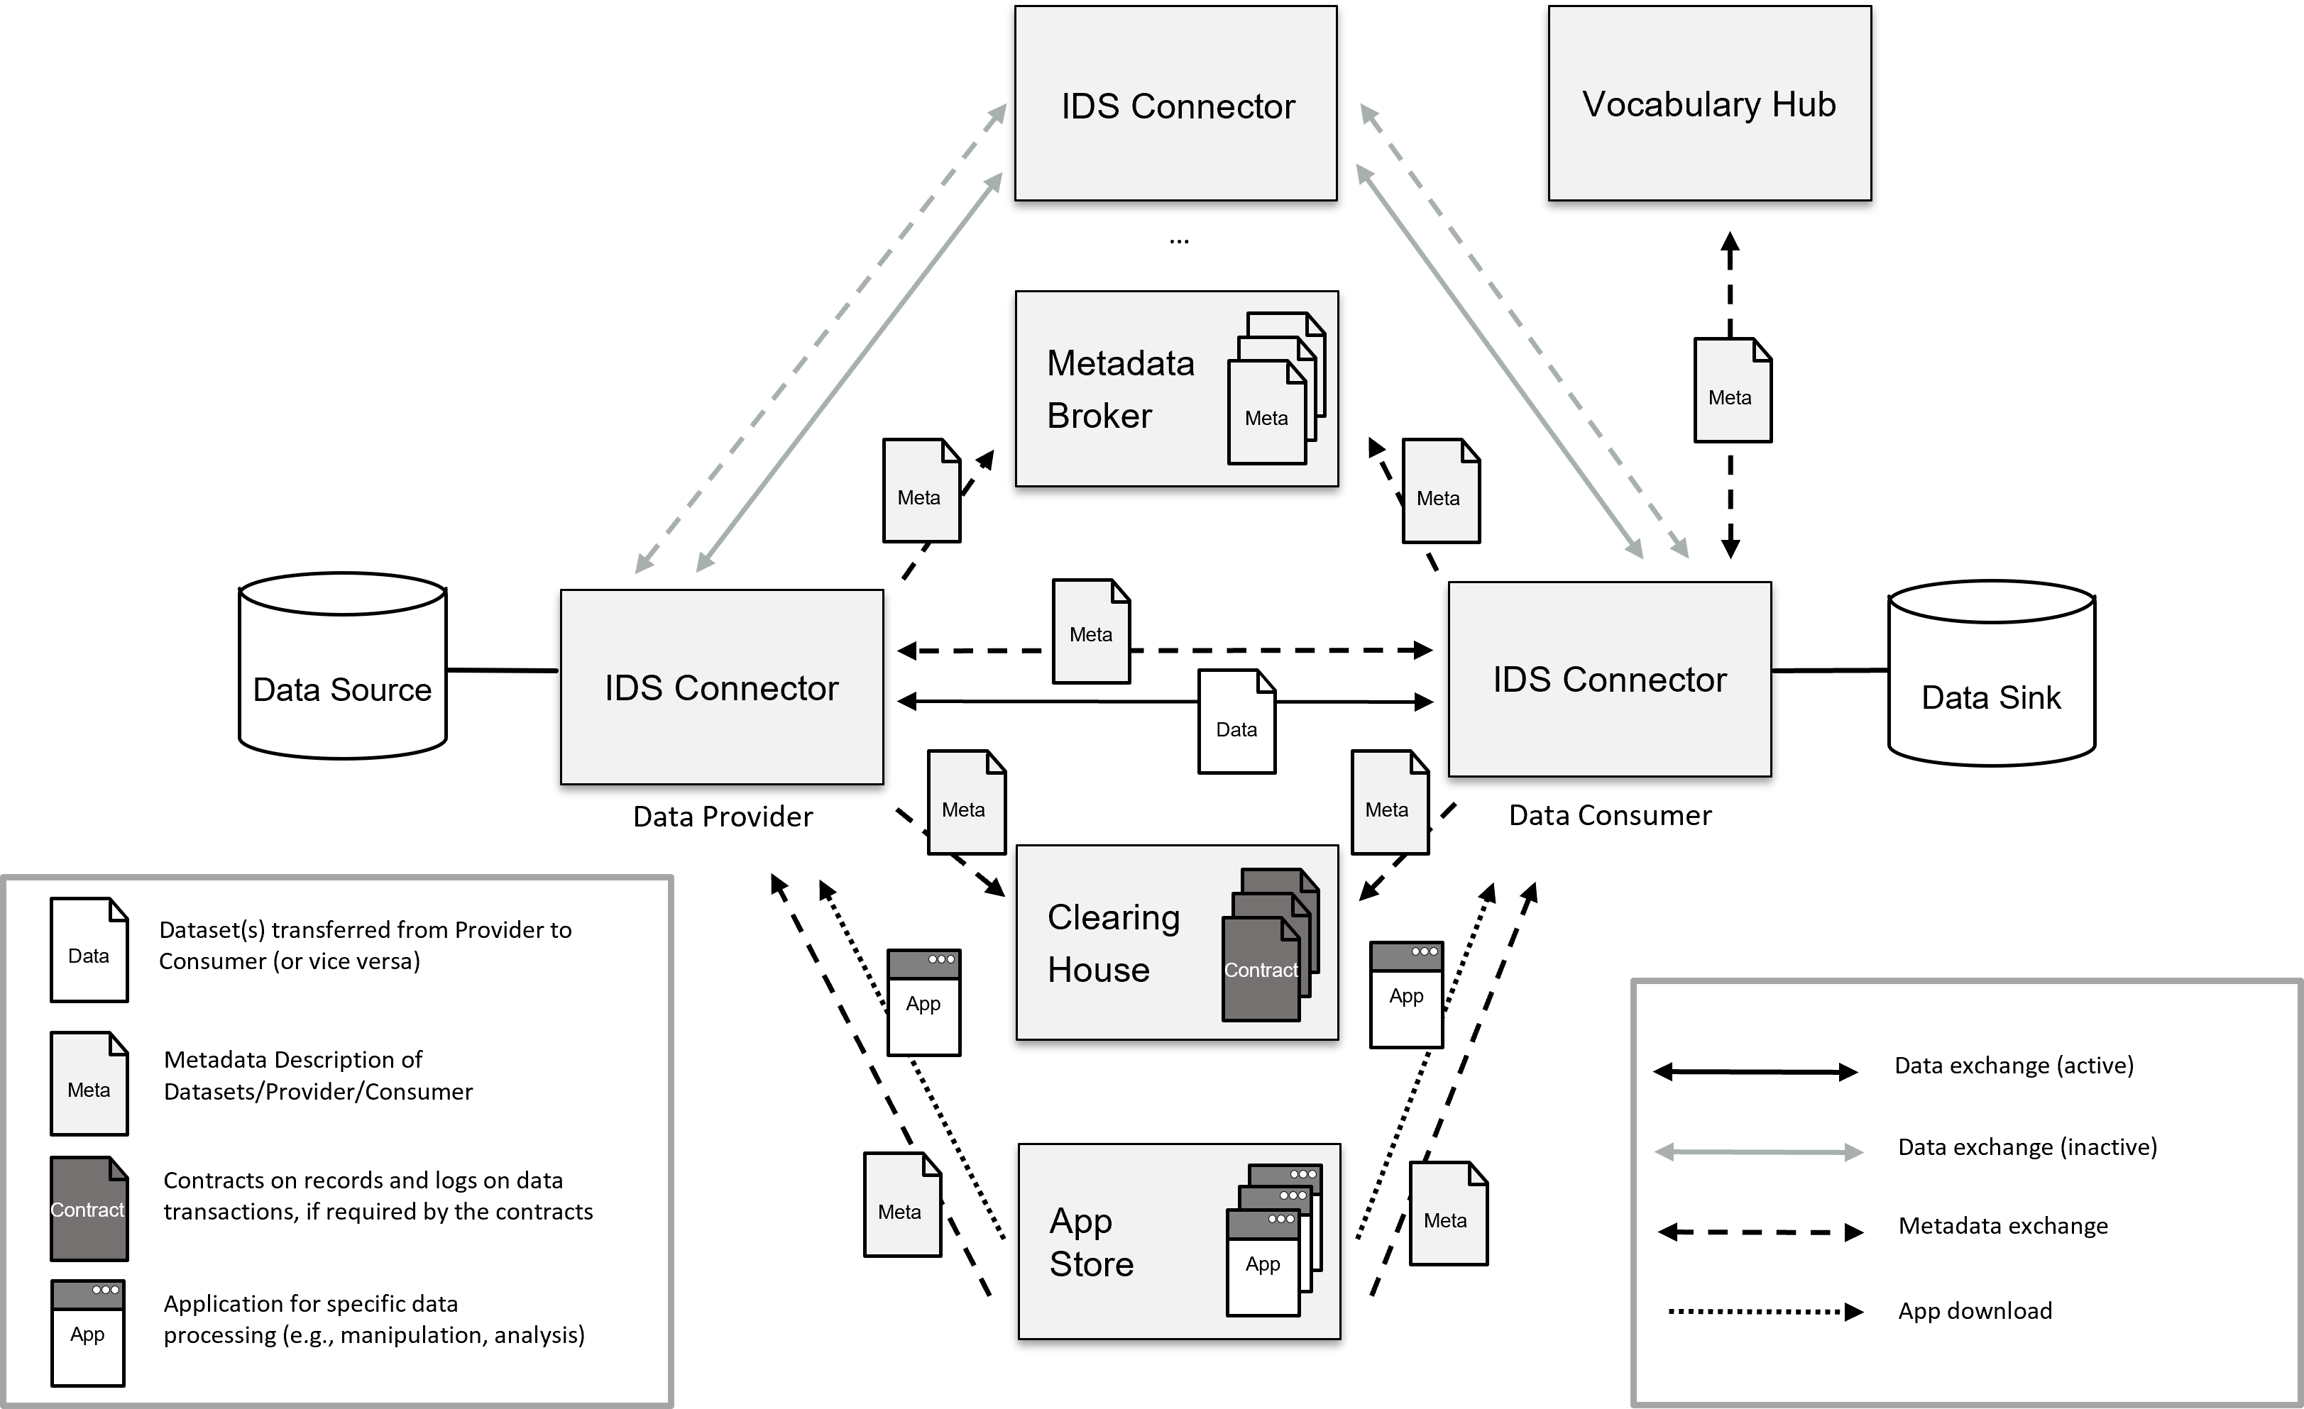 IDS Connector
Vocabulary Hub
...
Metadata
Broker
Meta
Meta
Meta
Meta
Meta
Data Source
IDS Connector
Data
IDS Connector
Data Sink
Data Provider
Meta
Meta
Data Consumer
Clearing
House
Contract
App
App
Meta
App
Store
App
Meta
Data
Dataset(s) transferred from Provider to
Consumer (or vice versa)
Meta
Metadata Description of
Datasets/Provider/Consumer
Contract
Contracts on records and logs on data
transactions, if required by the contracts
App
Application for specific data
processing (e.g., manipulation, analysis)
Data exchange (active)
Data exchange (inactive)
Metadata exchange
App download